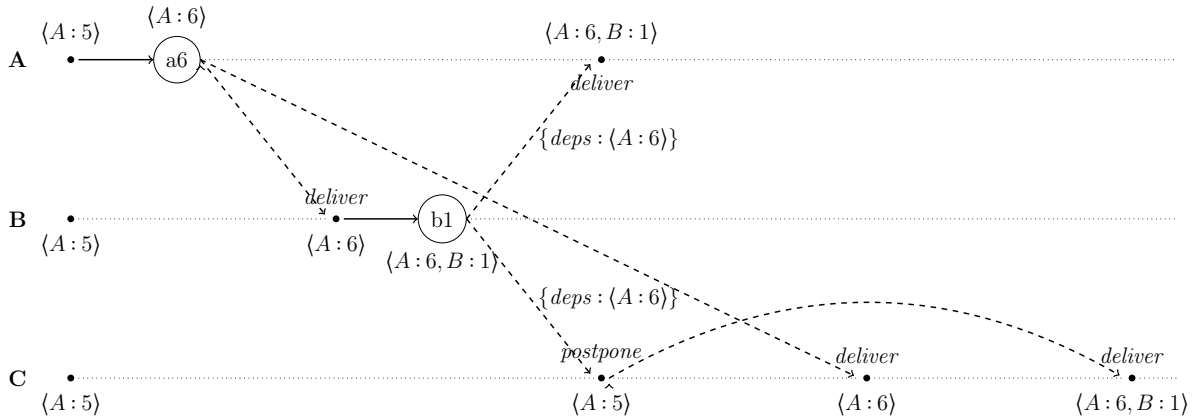 ⟨A : 6⟩
⟨A : 5⟩
⟨A : 6, B : 1⟩
A
a6
deliver
{deps : ⟨A : 6⟩}
deliver
B
b1
⟨A : 5⟩
⟨A : 6⟩
⟨A : 6, B : 1⟩
{deps : ⟨A : 6⟩}
postpone
deliver
deliver
C
⟨A : 5⟩
⟨A : 5⟩
⟨A : 6⟩
⟨A : 6, B : 1⟩